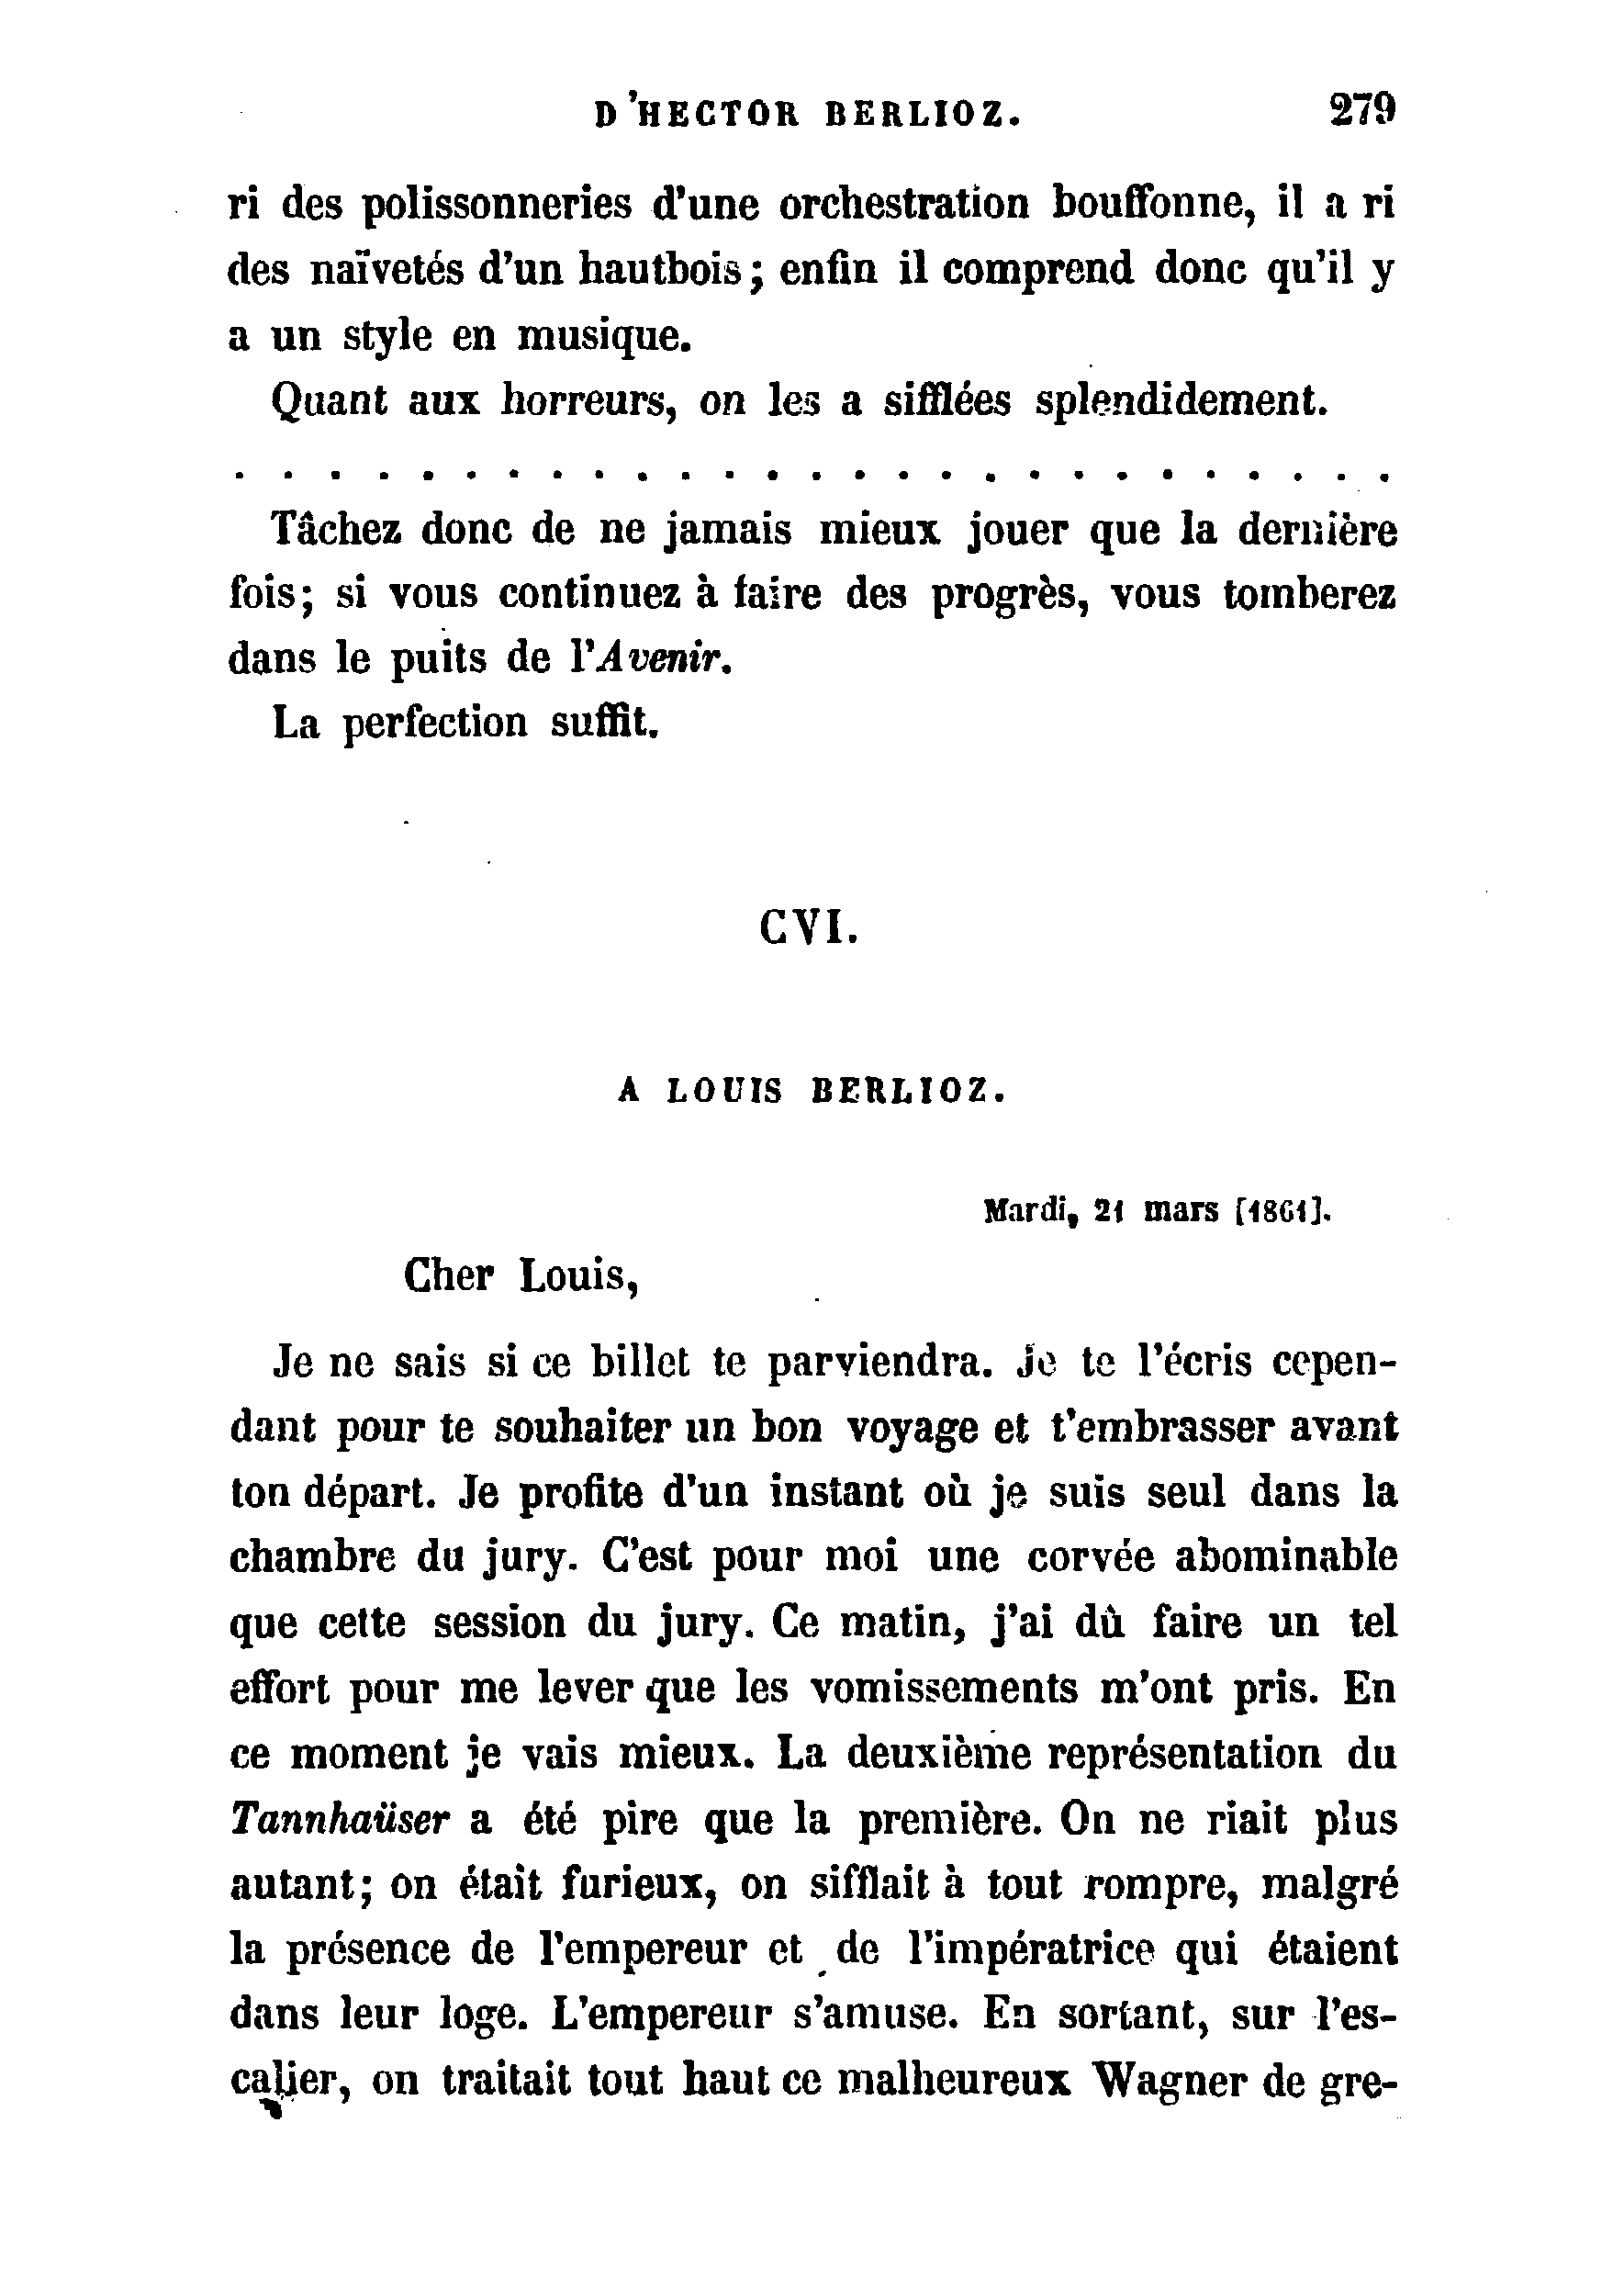 D'HECTOR BERLIOZ. 279
ri des polissonneries d'une orchestration bouffonne, il a ri
des naïvetés d'un hautbois; enfin il comprend donc qu'il y
a un style en musique.
Quant aux horreurs, on les a sifflées splendidement.
. . . . . . . . . . . . . . . . . . . . . . . . . . .
Tâchez donc de ne jamais mieux jouer que la dernière
fois; si vous continuez à faire des progrès, vous tomberez
dans le puits de l'Avenir.
La perfection suffit.
CVI.
A LOUIS BERLIOZ.
Mardi, 21 mars [1861].
Cher Louis,
Je ne sais si ce billet te parviendra. Je te l'écris cepen-
dant pour te souhaiter un bon voyage et t'embrasser avant
ton départ. Je profite d'un instant où je suis seul dans la
chambre du jury. C'est pour moi une corvée abominable
que cette session du jury. Ce matin, j'ai dû faire un tel
effort pour me lever que les vomissements m'ont pris. En
ce moment je vais mieux. La deuxième représentation du
Tannhaüser a été pire que la première. On ne riait plus
autant; on était furieux, on sifflait à tout rompre, malgré
la présence de l'empereur et de l'impératrice qui étaient
dans leur loge. L'empereur s'amuse. En sortant, sur l'es-
calier, on traitait tout haut ce malheureux Wagner de gre-